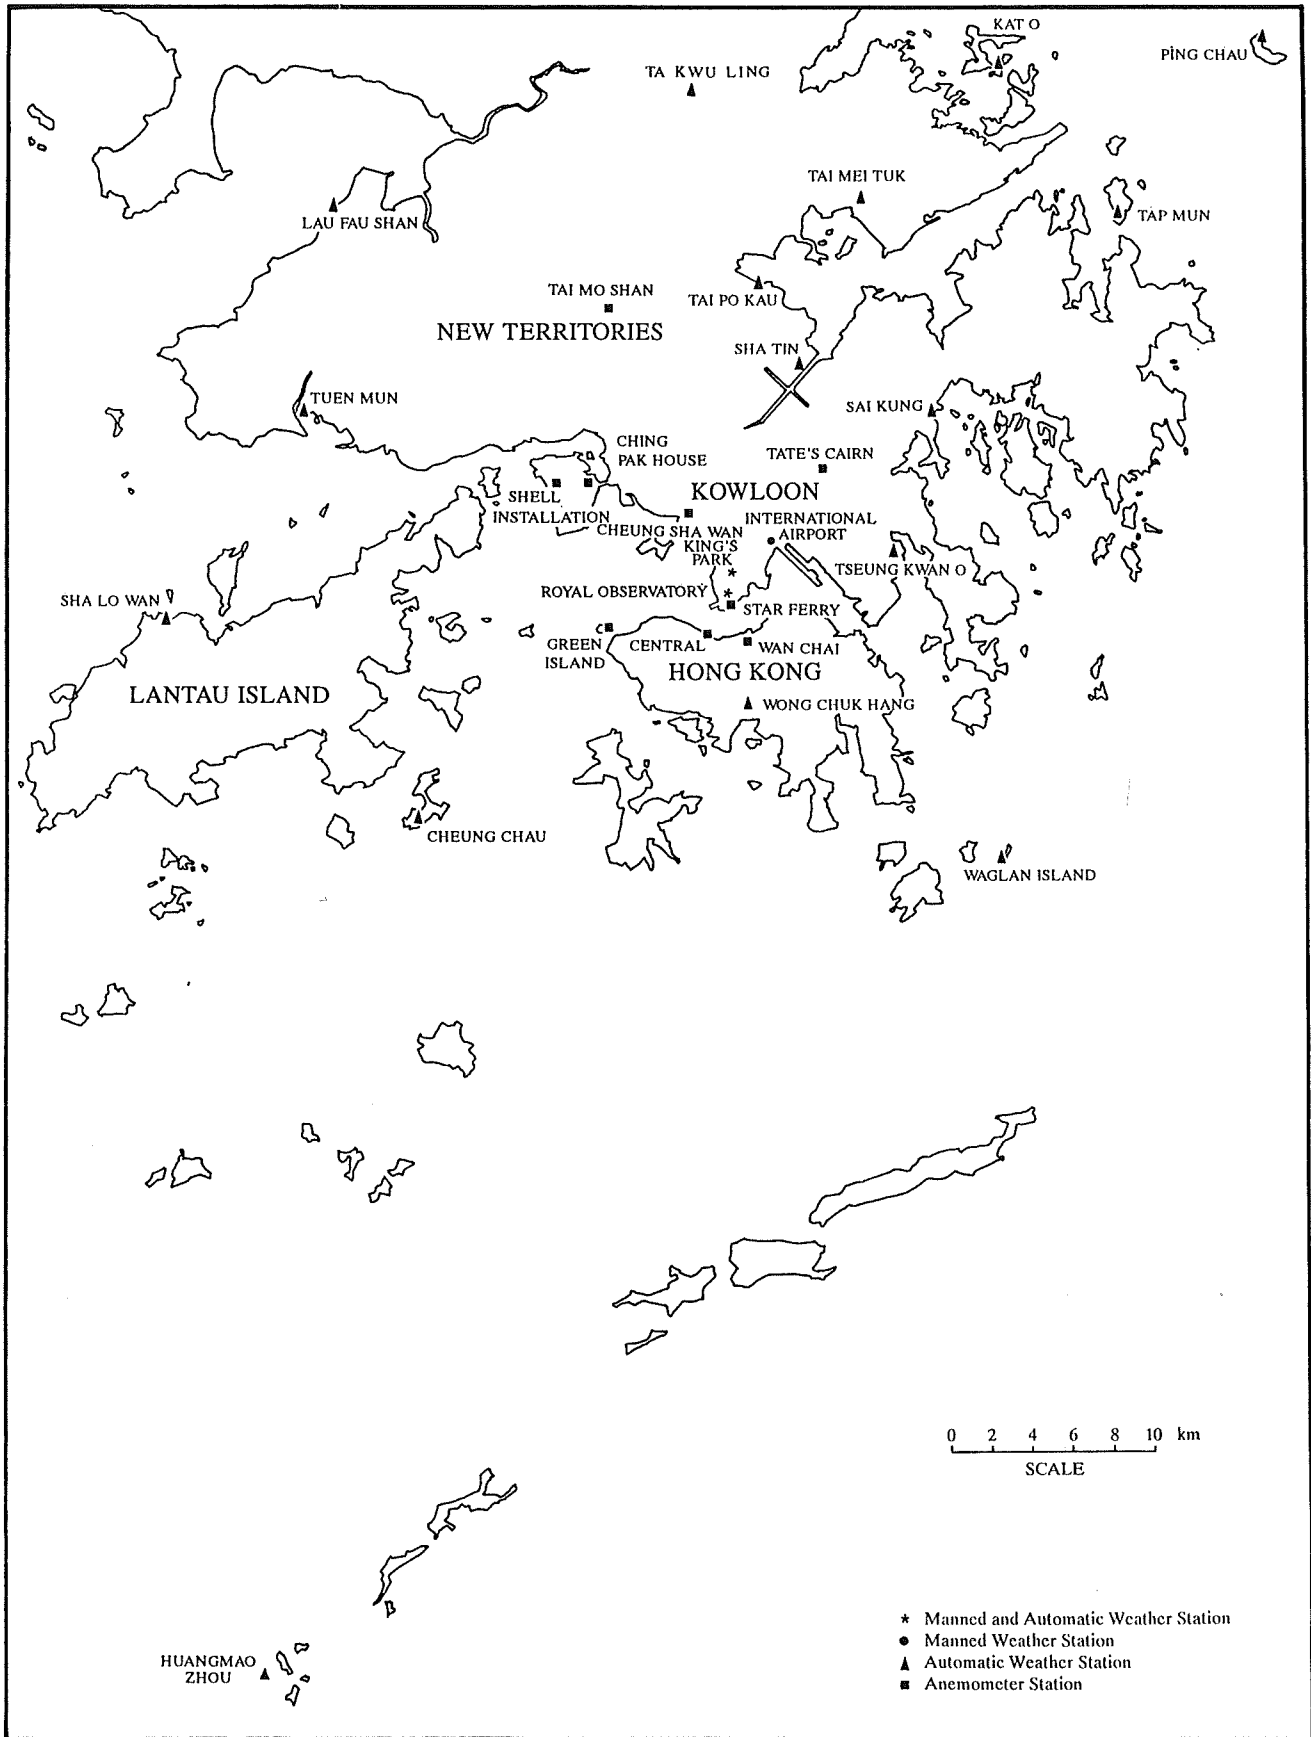 KAT O
PING CHAU
TA KWU LING
TAI MEI TUK
TAP MUN
LAU FAU SHAN
TAI MO SHAN
TAI PO KAU
NEW TERRITORIES
SHA TIN
TUEN MUN
SAI KUNG
CHING
PAK HOUSE
TATE'S CAIRN
KOWLOON
SHELL
INSTALLATION
CHEUNG SHA WAN
INTERNATIONAL
AIRPORT
KING'S
PARK
TSEUNG KWAN O
ROYAL OBSERVATORY
SHA LO WAN
STAR FERRY
GREEN
ISLAND
CENTRAL
WAN CHAI
HONG KONG
LANTAU ISLAND
WONG CHUK HANG
CHEUNG CHAU
WAGLAN ISLAND
0 2 4 6 8 10 km
SCALE
* Manned and Automatic Weather Station
● Manned Weather Station
▲ Automatic Weather Station
■ Anemometer Station
HUANGMAO
ZHOU